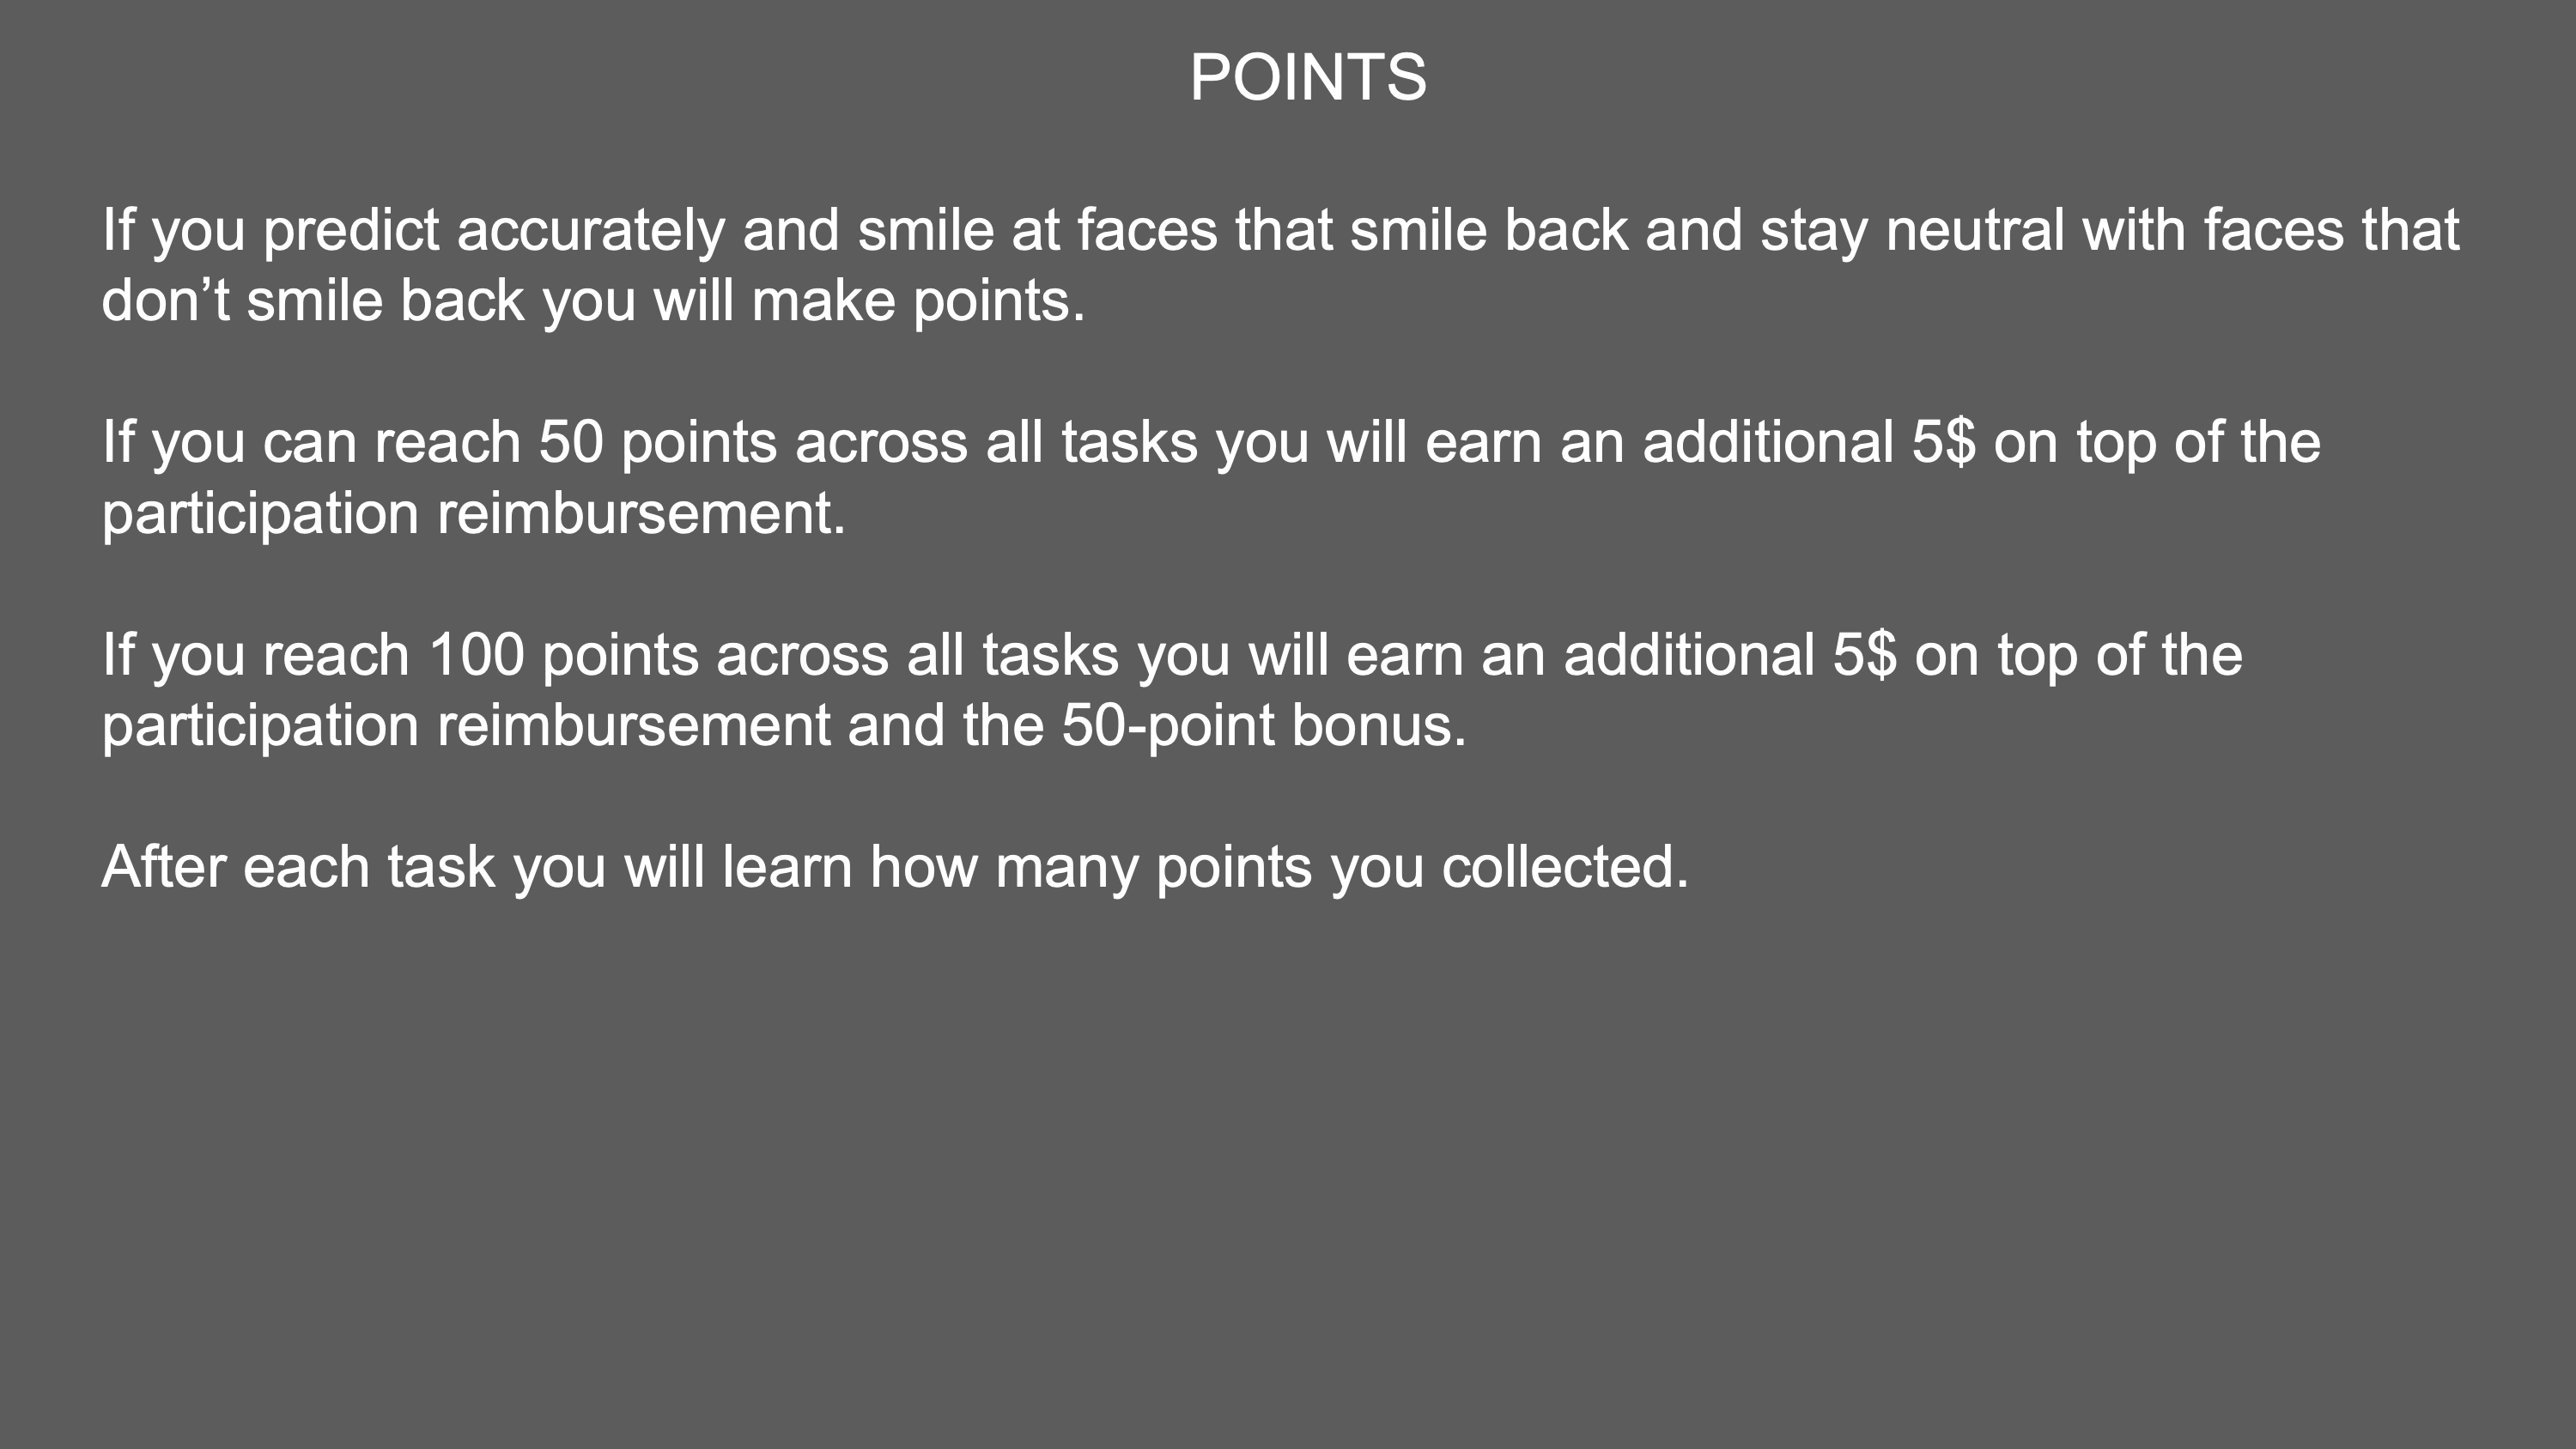 POINTS
If you predict accurately and smile at faces that smile back and stay neutral with faces that
don’t smile back you will make points.
If you can reach 50 points across all tasks you will earn an additional 5$ on top of the
participation reimbursement.
If you reach 100 points across all tasks you will earn an additional 5$ on top of the
participation reimbursement and the 50-point bonus.
After each task you will learn how many points you collected.